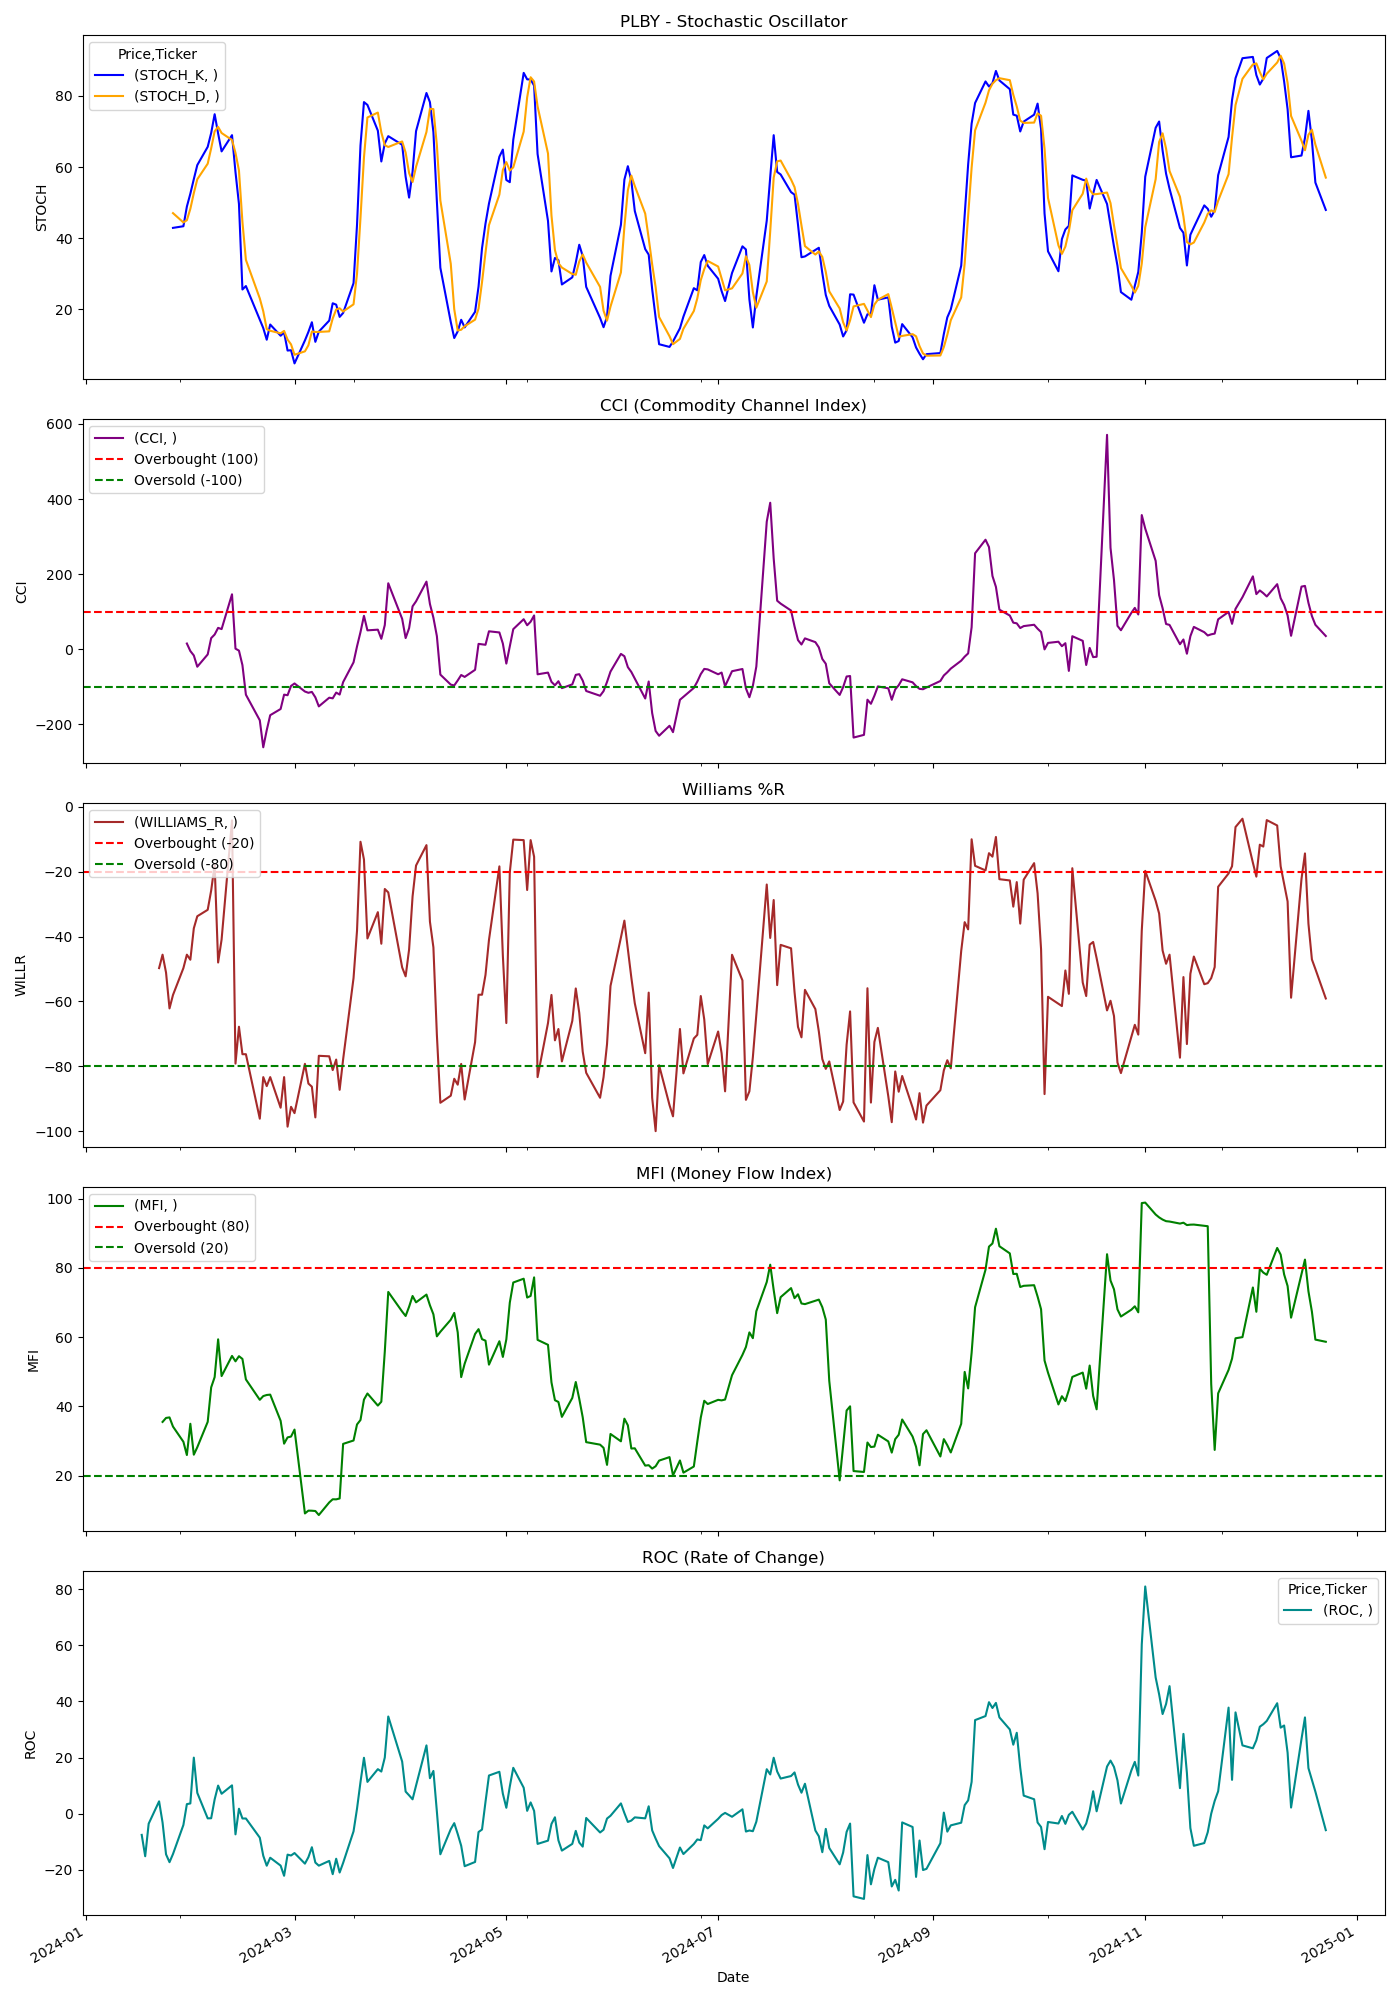 PLBY - Stochastic Oscillator
Price,Ticker
(STOCH_K, )
(STOCH_D, )
80
60
40
20
STOCH
CCI (Commodity Channel Index)
(CCI, )
Overbought (100)
Oversold (-100)
600
400
200
0
−200
CCI
Williams %R
(WILLIAMS_R, )
Overbought (-20)
Oversold (-80)
0
−20
−40
−60
−80
−100
WILLR
MFI (Money Flow Index)
(MFI, )
Overbought (80)
Oversold (20)
100
80
60
40
20
MFI
ROC (Rate of Change)
Price,Ticker
(ROC, )
80
60
40
20
0
−20
ROC
2024-01
2024-03
2024-05
2024-07
2024-09
2024-11
2025-01
Date